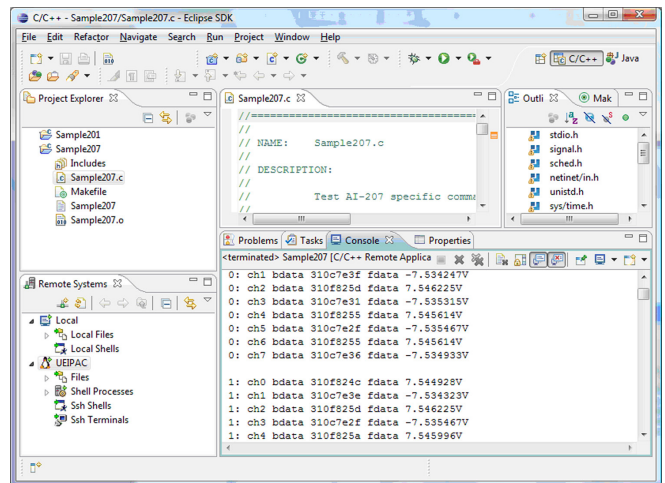 C/C++ - Sample207/Sample207.c - Eclipse SDK
File Edit Refactor Navigate Search Run Project Window Help
C/C++ Java
Project Explorer
Sample201
Sample207
Includes
Sample207.c
Makefile
Sample207
Sample207.o
Sample207.c
//=====================================
//
// NAME: Sample207.c
//
// DESCRIPTION:
//
// Test AI-207 specific comma
//
Outli Mak
stdio.h
signal.h
sched.h
netinet/in.h
unistd.h
sys/time.h
Remote Systems
Local
Local Files
Local Shells
UEIPAC
Files
Shell Processes
Ssh Shells
Ssh Terminals
Problems Tasks Console Properties
<terminated> Sample207 [C/C++ Remote Applica
0: ch1 bdata 310c7e3f fdata -7.534247V
0: ch2 bdata 310f825d fdata 7.546225V
0: ch3 bdata 310c7e31 fdata -7.535315V
0: ch4 bdata 310f8255 fdata 7.545614V
0: ch5 bdata 310c7e2f fdata -7.535467V
0: ch6 bdata 310f8255 fdata 7.545614V
0: ch7 bdata 310c7e36 fdata -7.534933V
1: ch0 bdata 310f824c fdata 7.544928V
1: ch1 bdata 310c7e3e fdata -7.534323V
1: ch2 bdata 310f825d fdata 7.546225V
1: ch3 bdata 310c7e2f fdata -7.535467V
1: ch4 bdata 310f825a fdata 7.545996V